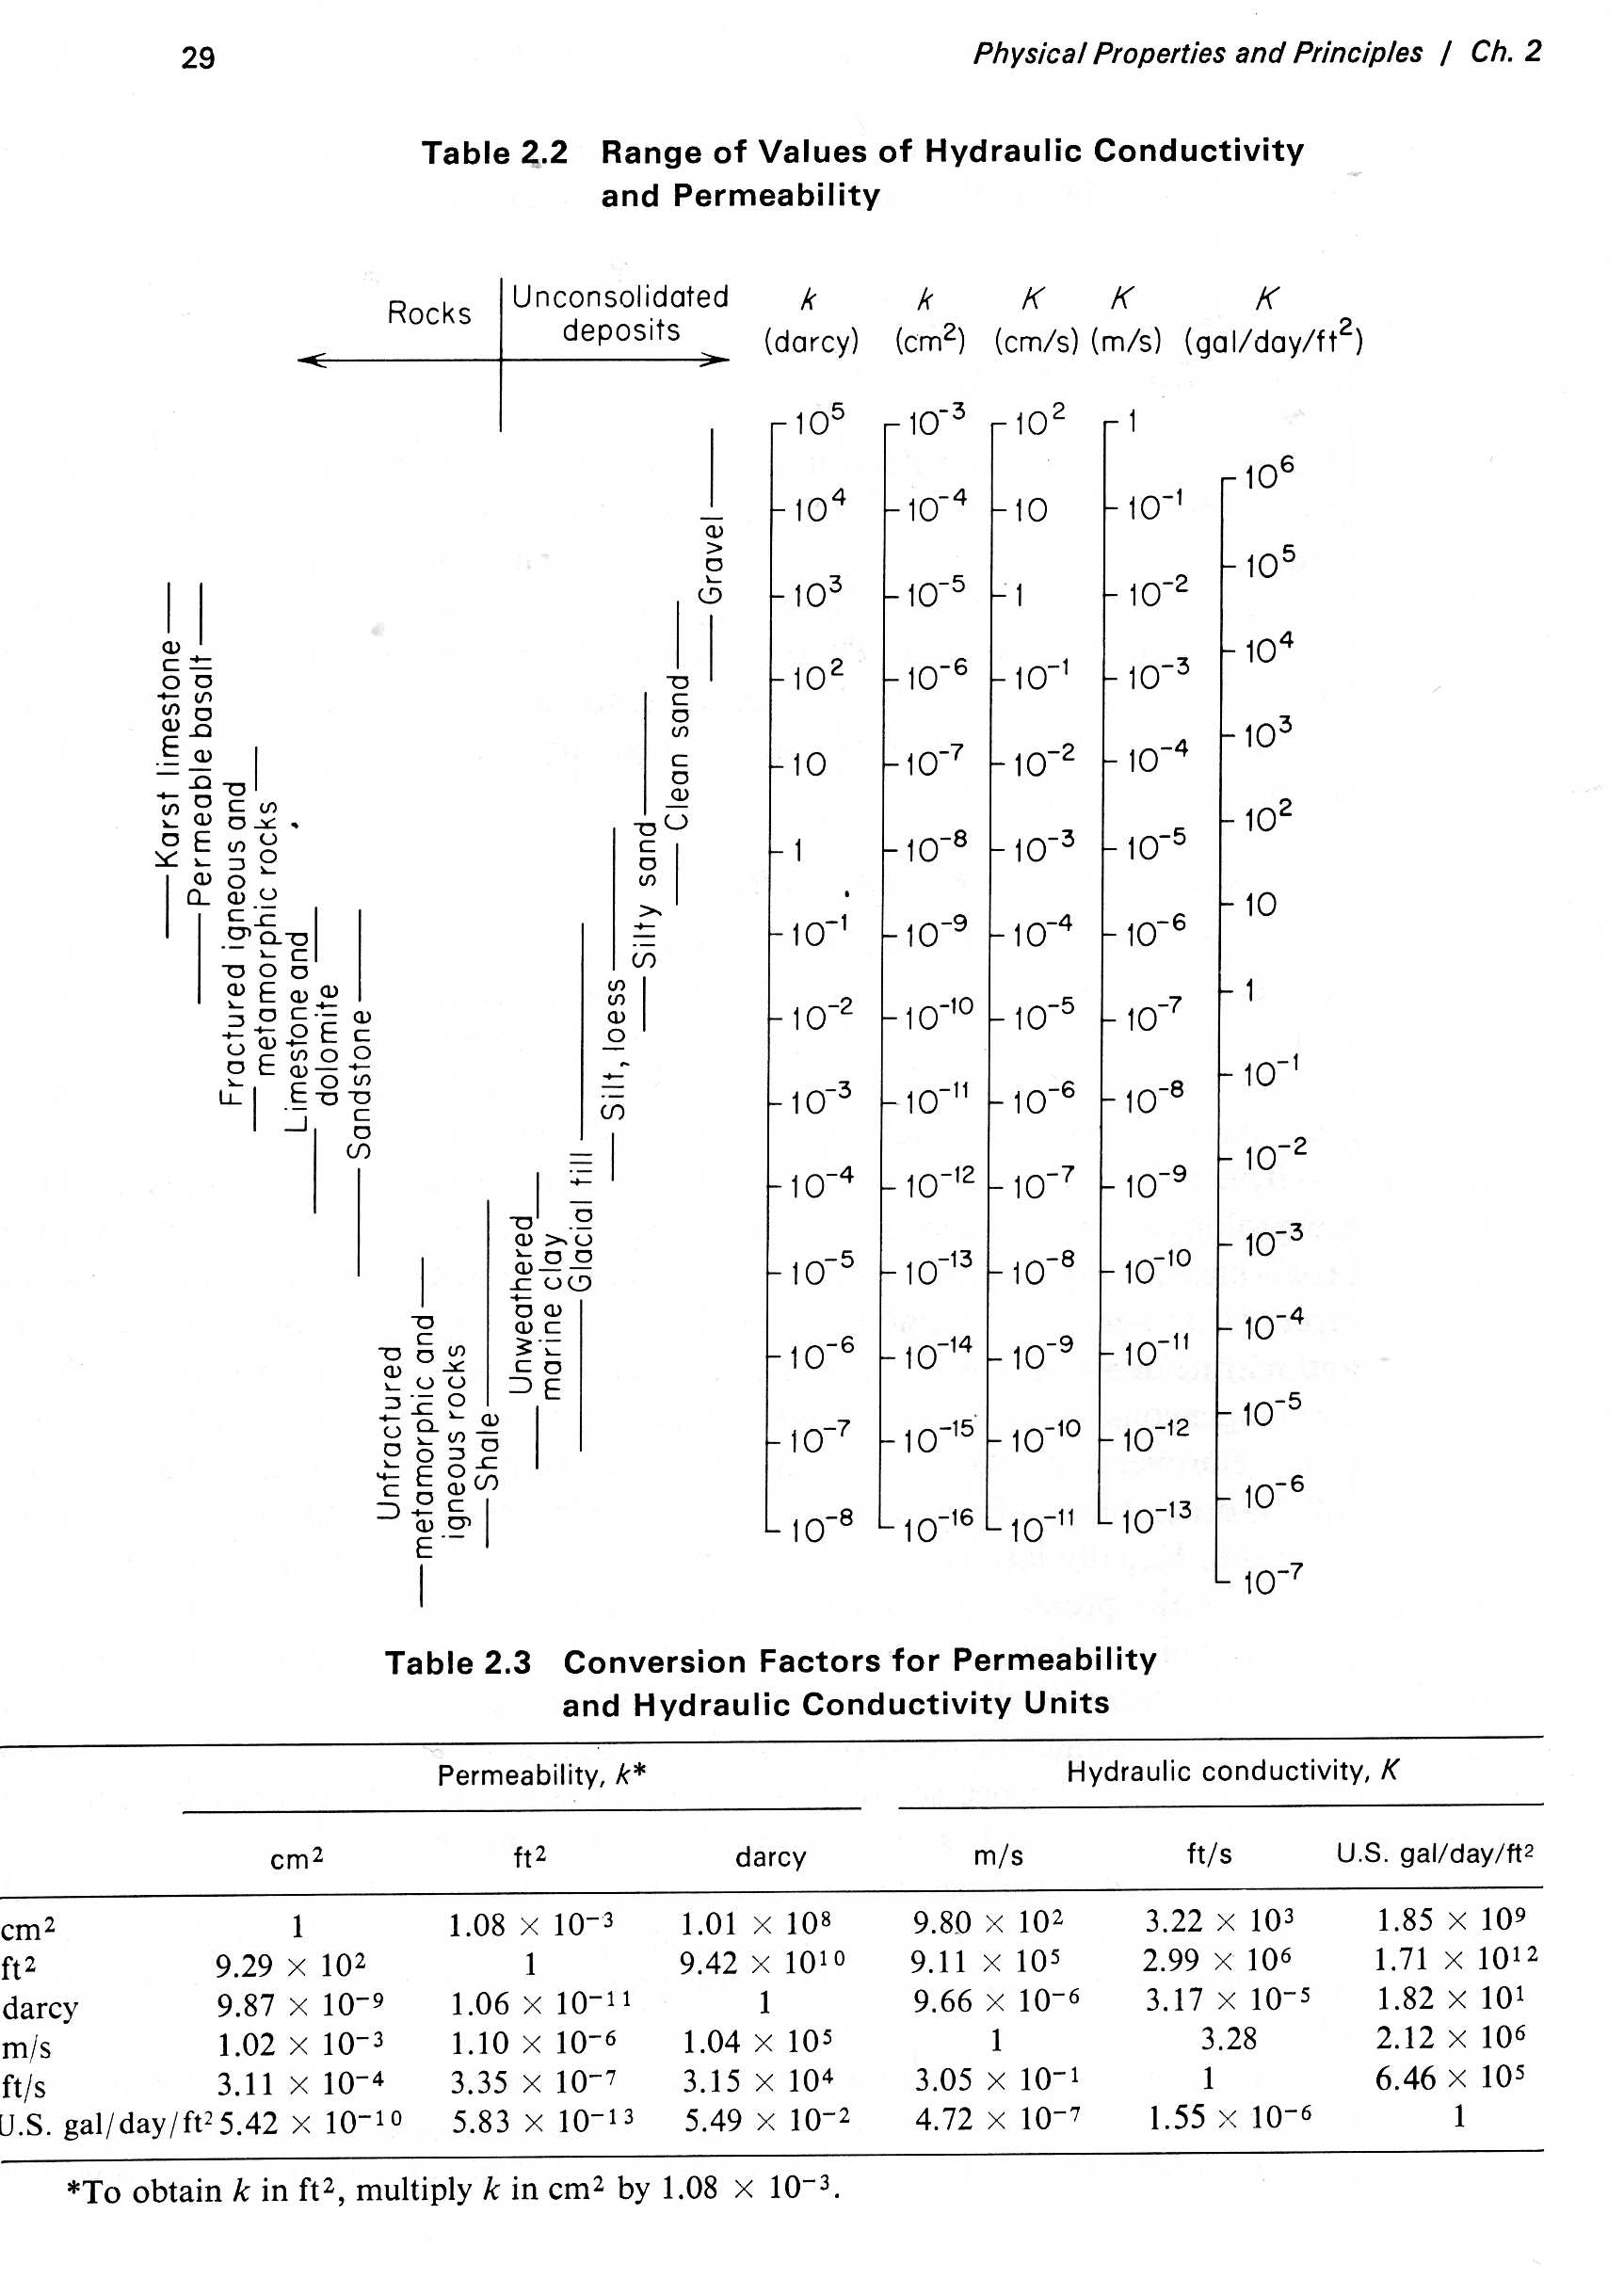 29
Physical Properties and Principles / Ch. 2
Table 2.2 Range of Values of Hydraulic Conductivity
and Permeability
Rocks
Unconsolidated
deposits
k k K K K
(darcy) (cm²) (cm/s) (m/s) (gal/day/ft²)
Karst limestone
Permeable basalt
Fractured igneous and
metamorphic rocks
Limestone and
dolomite
Sandstone
Unfractured
metamorphic and
igneous rocks
Shale
Unweathered
marine clay
Glacial till
Silt, loess
Silty sand
Clean sand
Gravel
10⁵ 10⁻³ 10² 1
10⁶
10⁴ 10⁻⁴ 10 10⁻¹
10⁵
10³ 10⁻⁵ 1 10⁻²
10⁴
10² 10⁻⁶ 10⁻¹ 10⁻³
10³
10 10⁻⁷ 10⁻² 10⁻⁴
10²
1 10⁻⁸ 10⁻³ 10⁻⁵
10
10⁻¹ 10⁻⁹ 10⁻⁴ 10⁻⁶
1
10⁻² 10⁻¹⁰ 10⁻⁵ 10⁻⁷
10⁻¹
10⁻³ 10⁻¹¹ 10⁻⁶ 10⁻⁸
10⁻²
10⁻⁴ 10⁻¹² 10⁻⁷ 10⁻⁹
10⁻³
10⁻⁵ 10⁻¹³ 10⁻⁸ 10⁻¹⁰
10⁻⁴
10⁻⁶ 10⁻¹⁴ 10⁻⁹ 10⁻¹¹
10⁻⁵
10⁻⁷ 10⁻¹⁵ 10⁻¹⁰ 10⁻¹²
10⁻⁶
10⁻⁸ 10⁻¹⁶ 10⁻¹¹ 10⁻¹³
10⁻⁷
Table 2.3 Conversion Factors for Permeability
and Hydraulic Conductivity Units
Permeability, k* Hydraulic conductivity, K
cm² ft² darcy m/s ft/s U.S. gal/day/ft²
cm² 1 1.08 × 10⁻³ 1.01 × 10⁸ 9.80 × 10² 3.22 × 10³ 1.85 × 10⁹
ft² 9.29 × 10² 1 9.42 × 10¹⁰ 9.11 × 10⁵ 2.99 × 10⁶ 1.71 × 10¹²
darcy 9.87 × 10⁻⁹ 1.06 × 10⁻¹¹ 1 9.66 × 10⁻⁶ 3.17 × 10⁻⁵ 1.82 × 10¹
m/s 1.02 × 10⁻³ 1.10 × 10⁻⁶ 1.04 × 10⁵ 1 3.28 2.12 × 10⁶
ft/s 3.11 × 10⁻⁴ 3.35 × 10⁻⁷ 3.15 × 10⁴ 3.05 × 10⁻¹ 1 6.46 × 10⁵
U.S. gal/day/ft² 5.42 × 10⁻¹⁰ 5.83 × 10⁻¹³ 5.49 × 10⁻² 4.72 × 10⁻⁷ 1.55 × 10⁻⁶ 1
*To obtain k in ft², multiply k in cm² by 1.08 × 10⁻³.